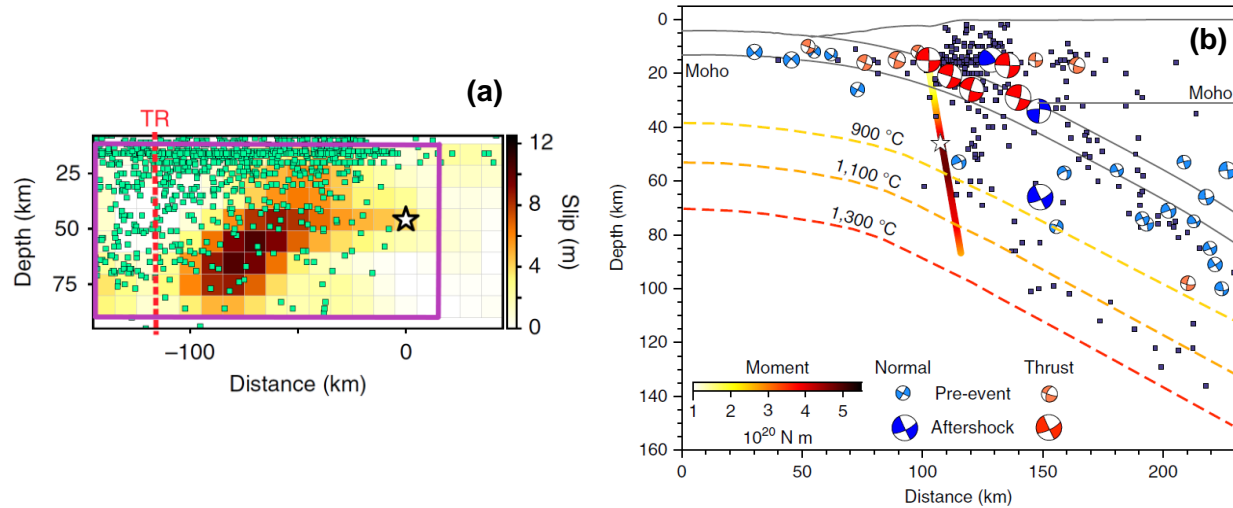 (a)
TR
Depth (km)
25
50
75
−100
0
Distance (km)
12
8
4
0
Slip (m)
(b)
0
20
40
60
80
100
120
140
160
Depth (km)
Moho
Moho
900 °C
1,100 °C
1,300 °C
Moment
1 2 3 4 5
10²⁰ N m
Normal
Thrust
Pre-event
Aftershock
0 50 100 150 200
Distance (km)